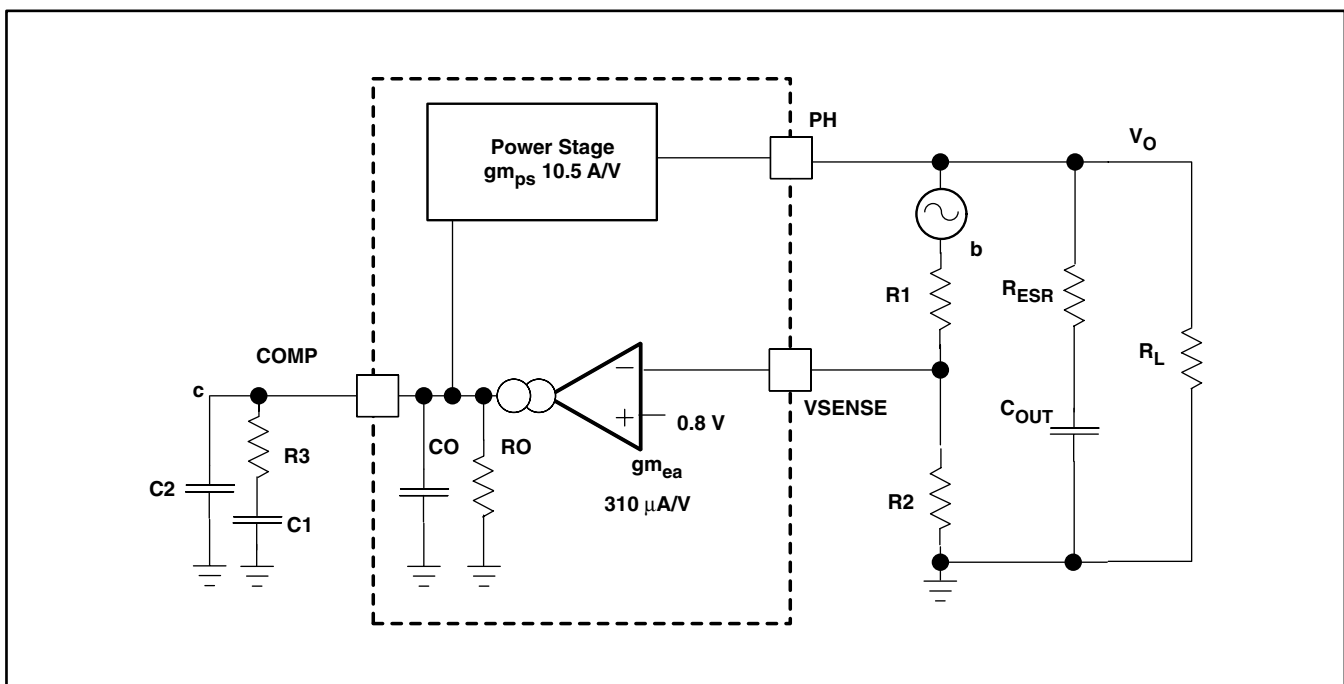 PH
Power Stage
gm_ps 10.5 A/V
V_O
b
R1
R_ESR
R_L
COMP
VSENSE
c
−
+
0.8 V
C_OUT
R3
CO
RO
gm_ea
C2
310 µA/V
R2
C1